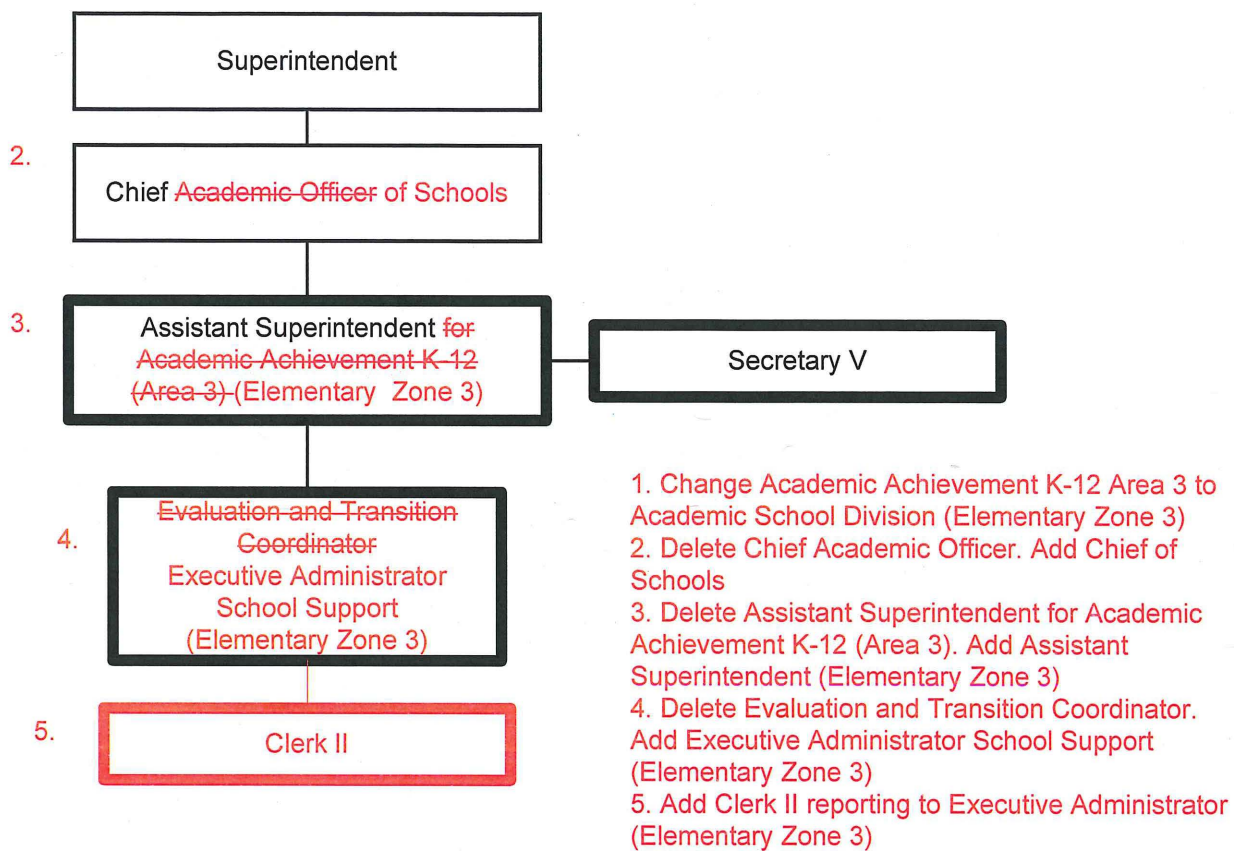 Superintendent
2.
Chief Academic Officer of Schools
3.
Assistant Superintendent for
Academic Achievement K-12
(Area 3) (Elementary Zone 3)
Secretary V
4.
Evaluation and Transition
Coordinator
Executive Administrator
School Support
(Elementary Zone 3)
5.
Clerk II
1. Change Academic Achievement K-12 Area 3 to
Academic School Division (Elementary Zone 3)
2. Delete Chief Academic Officer. Add Chief of
Schools
3. Delete Assistant Superintendent for Academic
Achievement K-12 (Area 3). Add Assistant
Superintendent (Elementary Zone 3)
4. Delete Evaluation and Transition Coordinator.
Add Executive Administrator School Support
(Elementary Zone 3)
5. Add Clerk II reporting to Executive Administrator
(Elementary Zone 3)